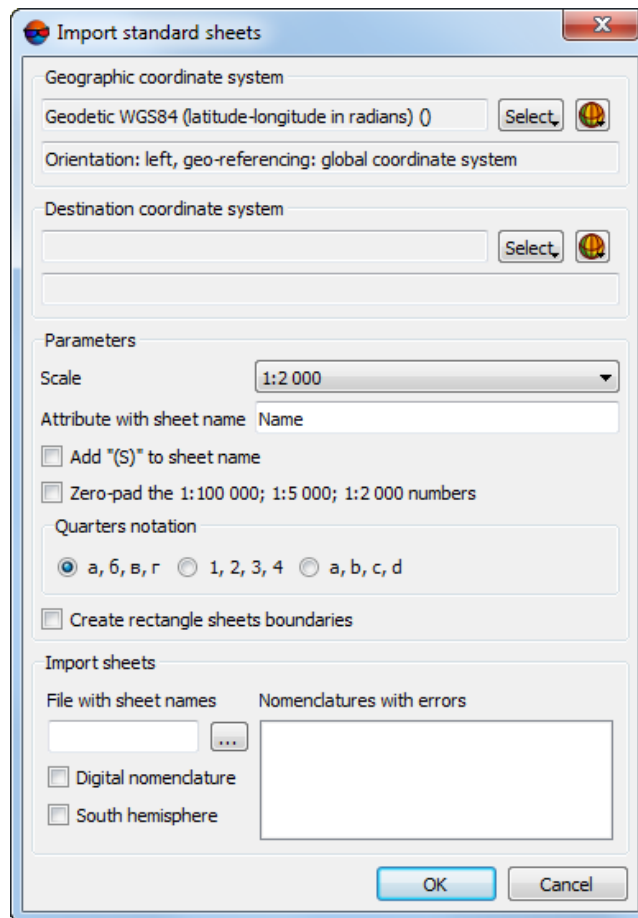 Import standard sheets
Geographic coordinate system
Geodetic WGS84 (latitude-longitude in radians) () Select
Orientation: left, geo-referencing: global coordinate system
Destination coordinate system
Select
Parameters
Scale 1:2 000
Attribute with sheet name Name
Add "(S)" to sheet name
Zero-pad the 1:100 000; 1:5 000; 1:2 000 numbers
Quarters notation
а, б, в, г 1, 2, 3, 4 a, b, c, d
Create rectangle sheets boundaries
Import sheets
File with sheet names Nomenclatures with errors
...
Digital nomenclature
South hemisphere
OK Cancel